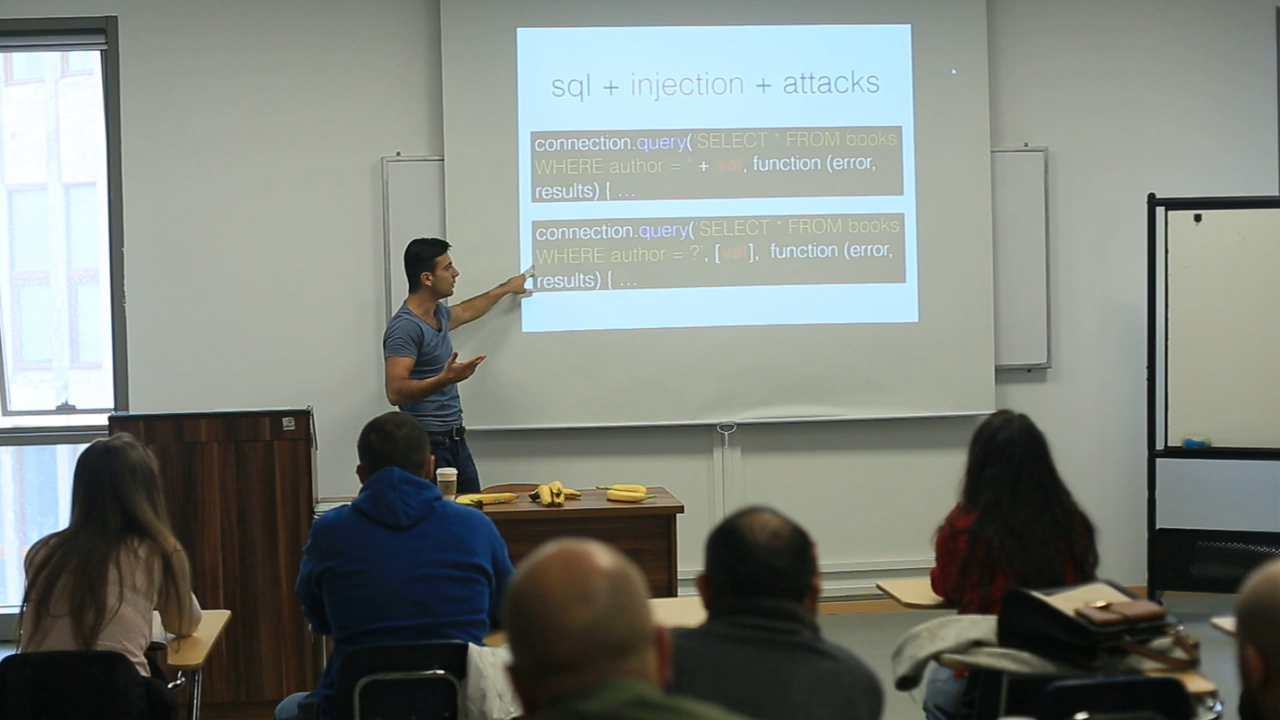 sql + injection + attacks
connection.query('SELECT * FROM books
WHERE author = ' + val, function (error,
results) { ...
connection.query('SELECT * FROM books
WHERE author = ?', [val], function (error,
results) { ...